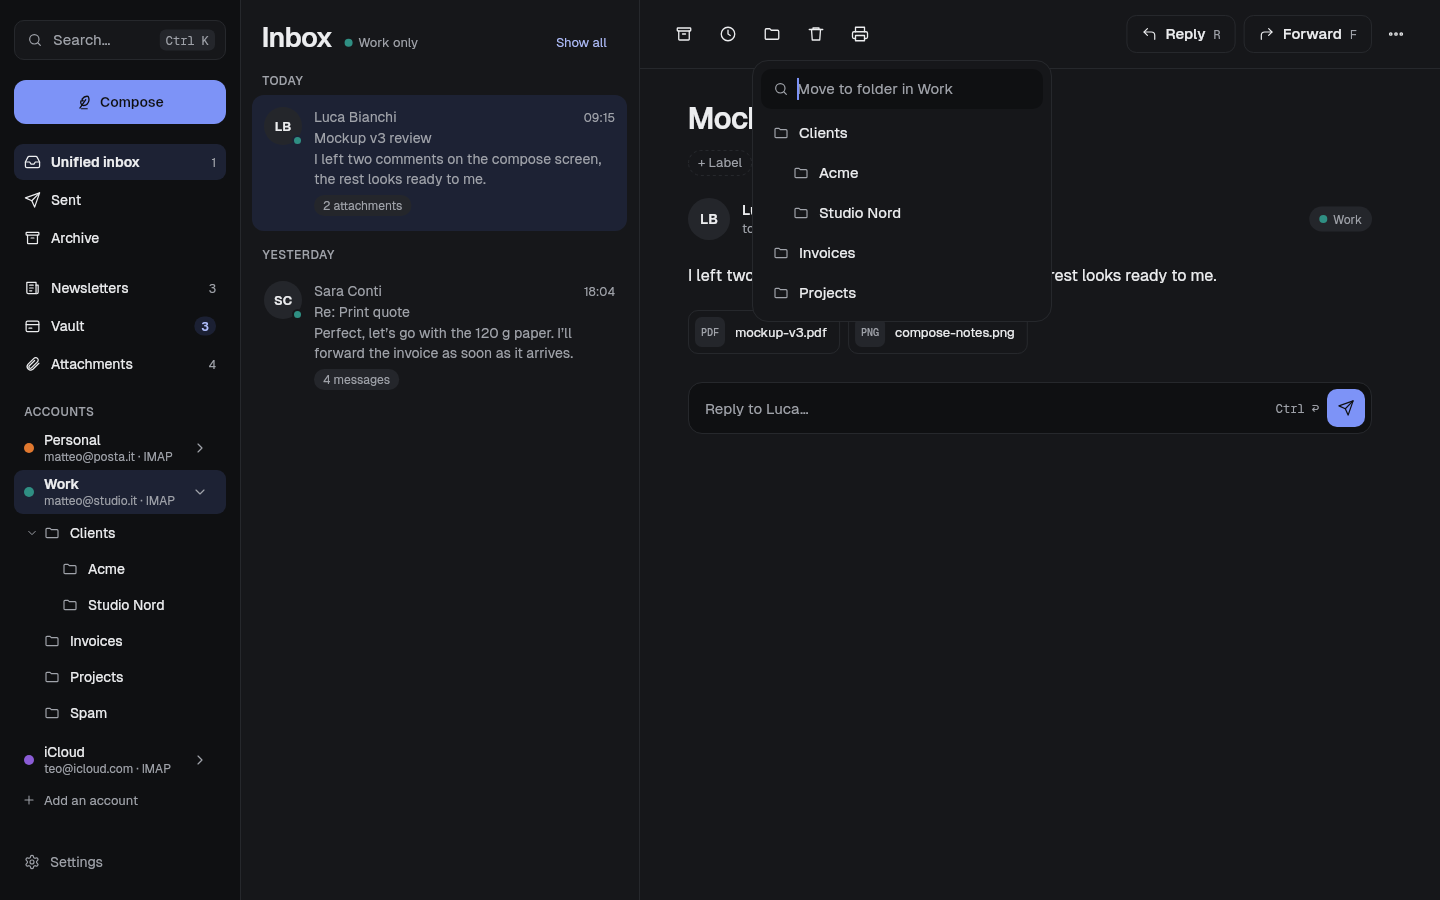 Search...
Ctrl K
Compose
Unified inbox 1
Sent
Archive
Newsletters 3
Vault 3
Attachments 4
ACCOUNTS
Personal
matteo@posta.it · IMAP
Work
matteo@studio.it · IMAP
Clients
Acme
Studio Nord
Invoices
Projects
Spam
iCloud
teo@icloud.com · IMAP
+ Add an account
Settings
Inbox
Work only
Show all
TODAY
LB
Luca Bianchi 09:15
Mockup v3 review
I left two comments on the compose screen,
the rest looks ready to me.
2 attachments
YESTERDAY
SC
Sara Conti 18:04
Re: Print quote
Perfect, let's go with the 120 g paper. I'll
forward the invoice as soon as it arrives.
4 messages
Reply R
Forward F
Move to folder in Work
Clients
Acme
Studio Nord
Invoices
Projects
Mock
+ Label
LB
Work
I left two rest looks ready to me.
PDF mockup-v3.pdf
PNG compose-notes.png
Reply to Luca...
Ctrl